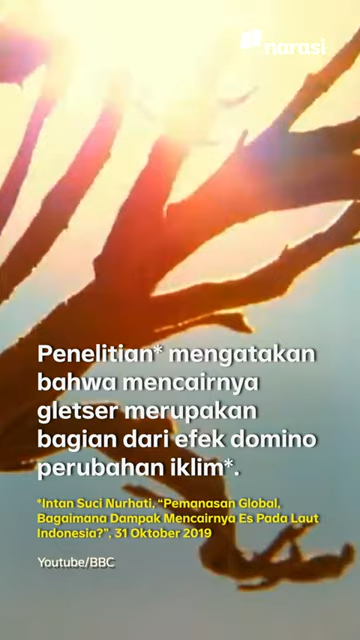 narasi
Penelitian* mengatakan
bahwa mencairnya
gletser merupakan
bagian dari efek domino
perubahan iklim*.
*Intan Suci Nurhati, "Pemanasan Global,
Bagaimana Dampak Mencairnya Es Pada Laut
Indonesia?", 31 Oktober 2019
Youtube/BBC